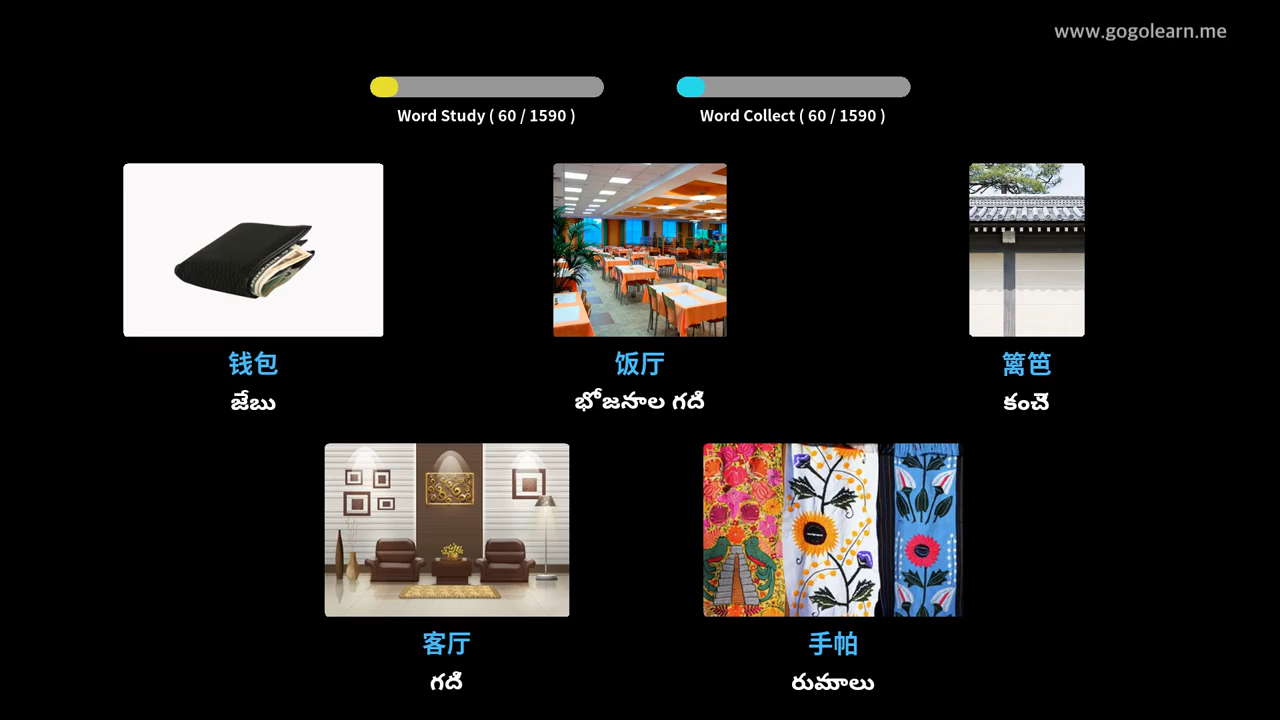 www.gogolearn.me
Word Study ( 60 / 1590 )
Word Collect ( 60 / 1590 )
钱包
饭厅
篱笆
జేబు
భోజనాల గది
కంచె
客厅
手帕
గది
రుమాలు